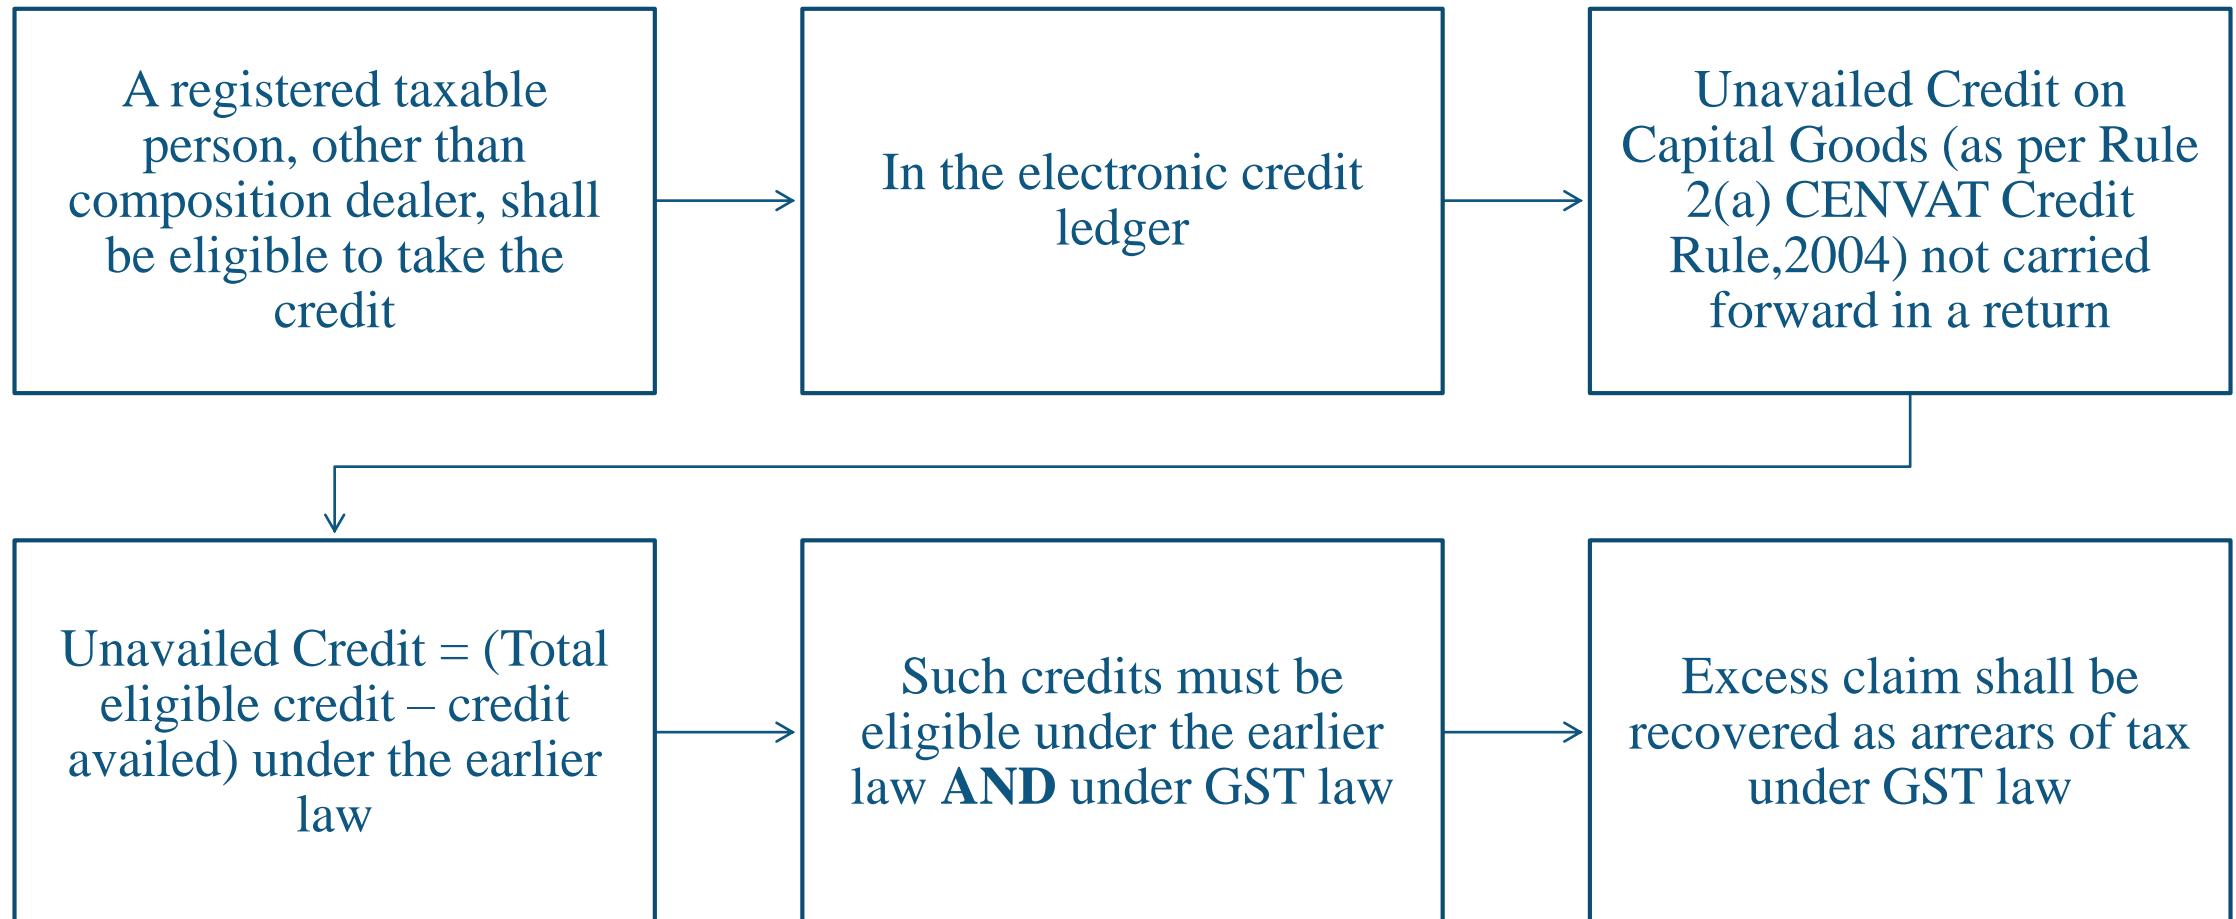 A registered taxable
person, other than
composition dealer, shall
be eligible to take the
credit
In the electronic credit
ledger
Unavailed Credit on
Capital Goods (as per Rule
2(a) CENVAT Credit
Rule,2004) not carried
forward in a return
Unavailed Credit = (Total
eligible credit – credit
availed) under the earlier
law
Such credits must be
eligible under the earlier
law AND under GST law
Excess claim shall be
recovered as arrears of tax
under GST law